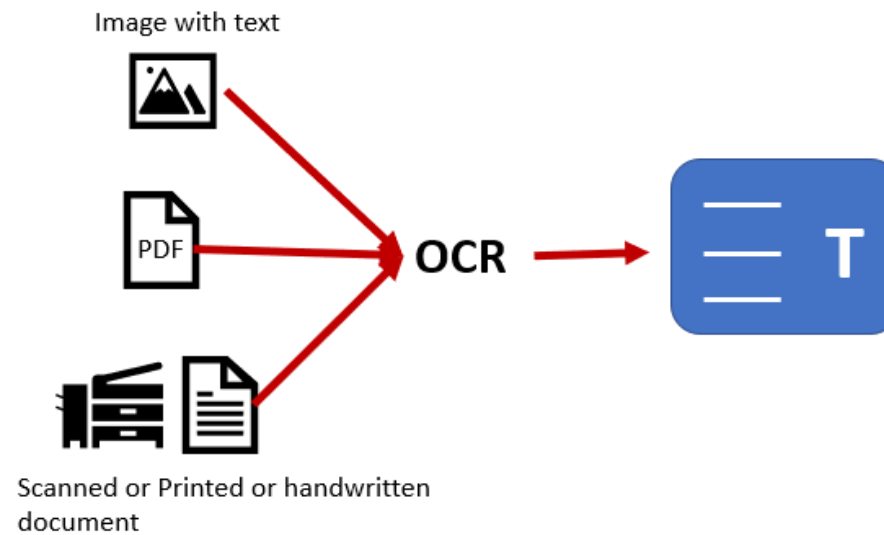 Image with text
PDF
OCR
T
Scanned or Printed or handwritten
document